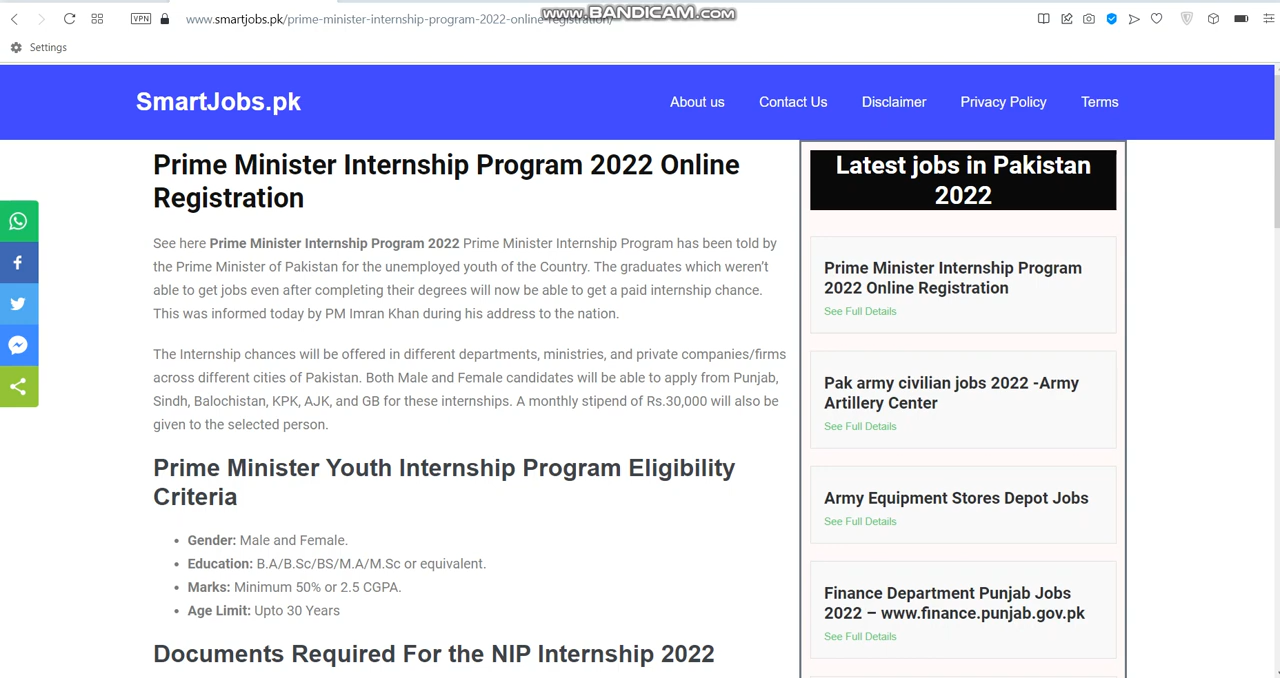 VPN
www.smartjobs.pk/prime-minister-internship-program-2022-online-registration/
www.BANDICAM.com
Settings
SmartJobs.pk
About us
Contact Us
Disclaimer
Privacy Policy
Terms
Prime Minister Internship Program 2022 Online
Registration
See here Prime Minister Internship Program 2022 Prime Minister Internship Program has been told by
the Prime Minister of Pakistan for the unemployed youth of the Country. The graduates which weren't
able to get jobs even after completing their degrees will now be able to get a paid internship chance.
This was informed today by PM Imran Khan during his address to the nation.
The Internship chances will be offered in different departments, ministries, and private companies/firms
across different cities of Pakistan. Both Male and Female candidates will be able to apply from Punjab,
Sindh, Balochistan, KPK, AJK, and GB for these internships. A monthly stipend of Rs.30,000 will also be
given to the selected person.
Prime Minister Youth Internship Program Eligibility
Criteria
• Gender: Male and Female.
• Education: B.A/B.Sc/BS/M.A/M.Sc or equivalent.
• Marks: Minimum 50% or 2.5 CGPA.
• Age Limit: Upto 30 Years
Documents Required For the NIP Internship 2022
Latest jobs in Pakistan
2022
Prime Minister Internship Program
2022 Online Registration
See Full Details
Pak army civilian jobs 2022 -Army
Artillery Center
See Full Details
Army Equipment Stores Depot Jobs
See Full Details
Finance Department Punjab Jobs
2022 – www.finance.punjab.gov.pk
See Full Details